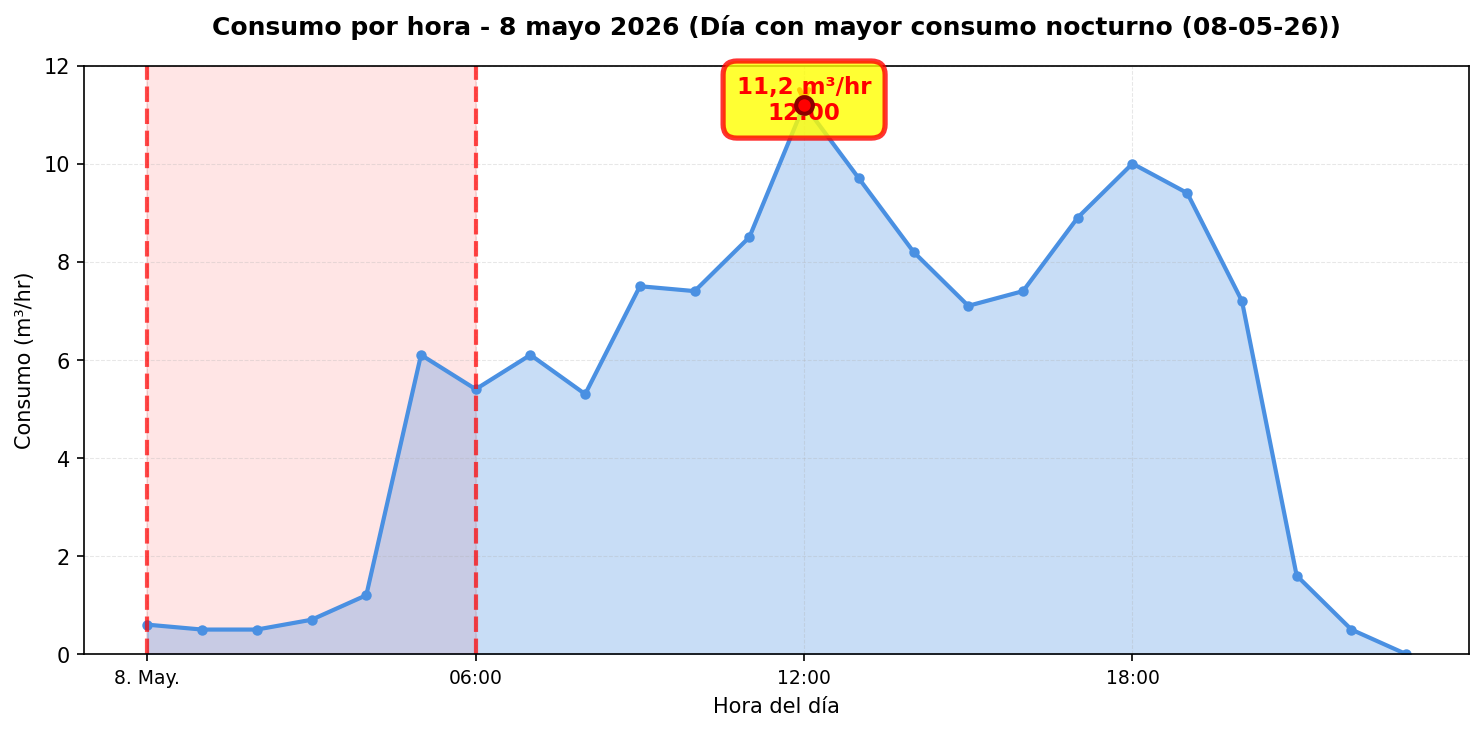 Consumo por hora - 8 mayo 2026 (Día con mayor consumo nocturno (08-05-26))
12
10
8
6
4
2
0
Consumo (m³/hr)
11,2 m³/hr
12:00
8. May.
06:00
12:00
18:00
Hora del día